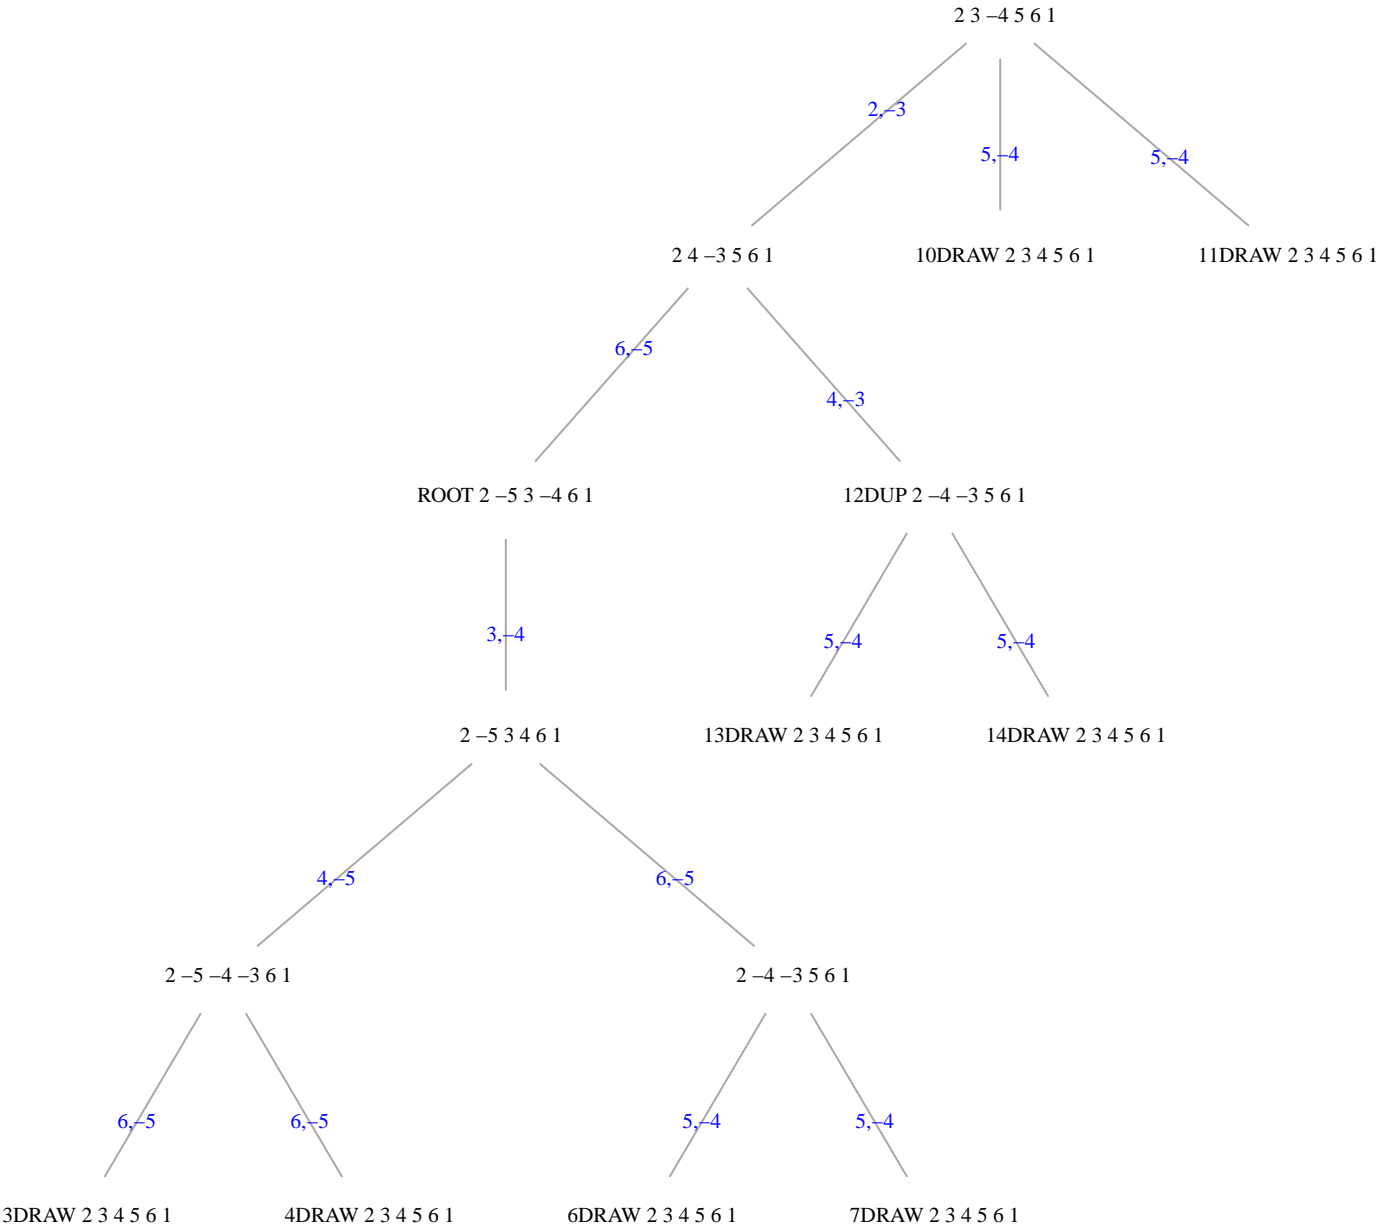 2 3 –4 5 6 1
2,–3
5,–4
5,–4
2 4 –3 5 6 1
10DRAW 2 3 4 5 6 1
11DRAW 2 3 4 5 6 1
6,–5
4,–3
ROOT 2 –5 3 –4 6 1
12DUP 2 –4 –3 5 6 1
3,–4
5,–4
5,–4
2 –5 3 4 6 1
13DRAW 2 3 4 5 6 1
14DRAW 2 3 4 5 6 1
4,–5
6,–5
2 –5 –4 –3 6 1
2 –4 –3 5 6 1
6,–5
6,–5
5,–4
5,–4
3DRAW 2 3 4 5 6 1
4DRAW 2 3 4 5 6 1
6DRAW 2 3 4 5 6 1
7DRAW 2 3 4 5 6 1